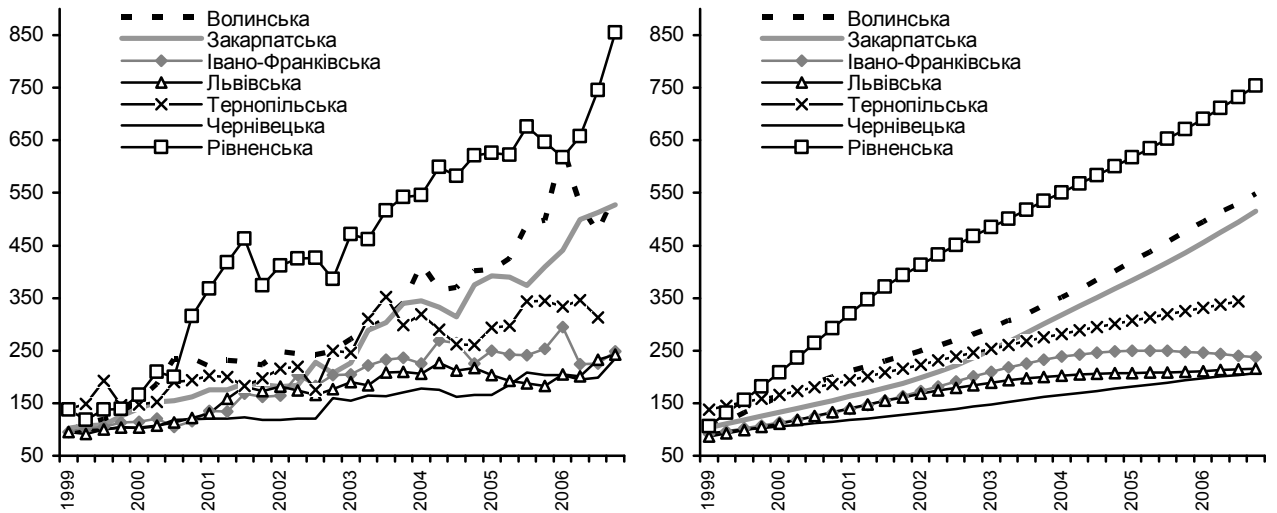 Волинська
Закарпатська
Івано-Франківська
Львівська
Тернопільська
Чернівецька
Рівненська
850
750
650
550
450
350
250
150
50
1999
2000
2001
2002
2003
2004
2005
2006
Волинська
Закарпатська
Івано-Франківська
Львівська
Тернопільська
Чернівецька
Рівненська
850
750
650
550
450
350
250
150
50
1999
2000
2001
2002
2003
2004
2005
2006